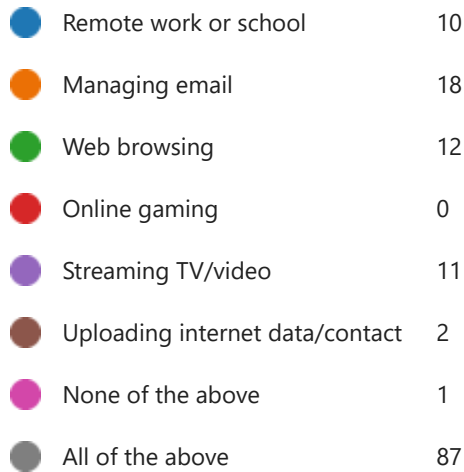 Remote work or school 10
Managing email 18
Web browsing 12
Online gaming 0
Streaming TV/video 11
Uploading internet data/contact 2
None of the above 1
All of the above 87